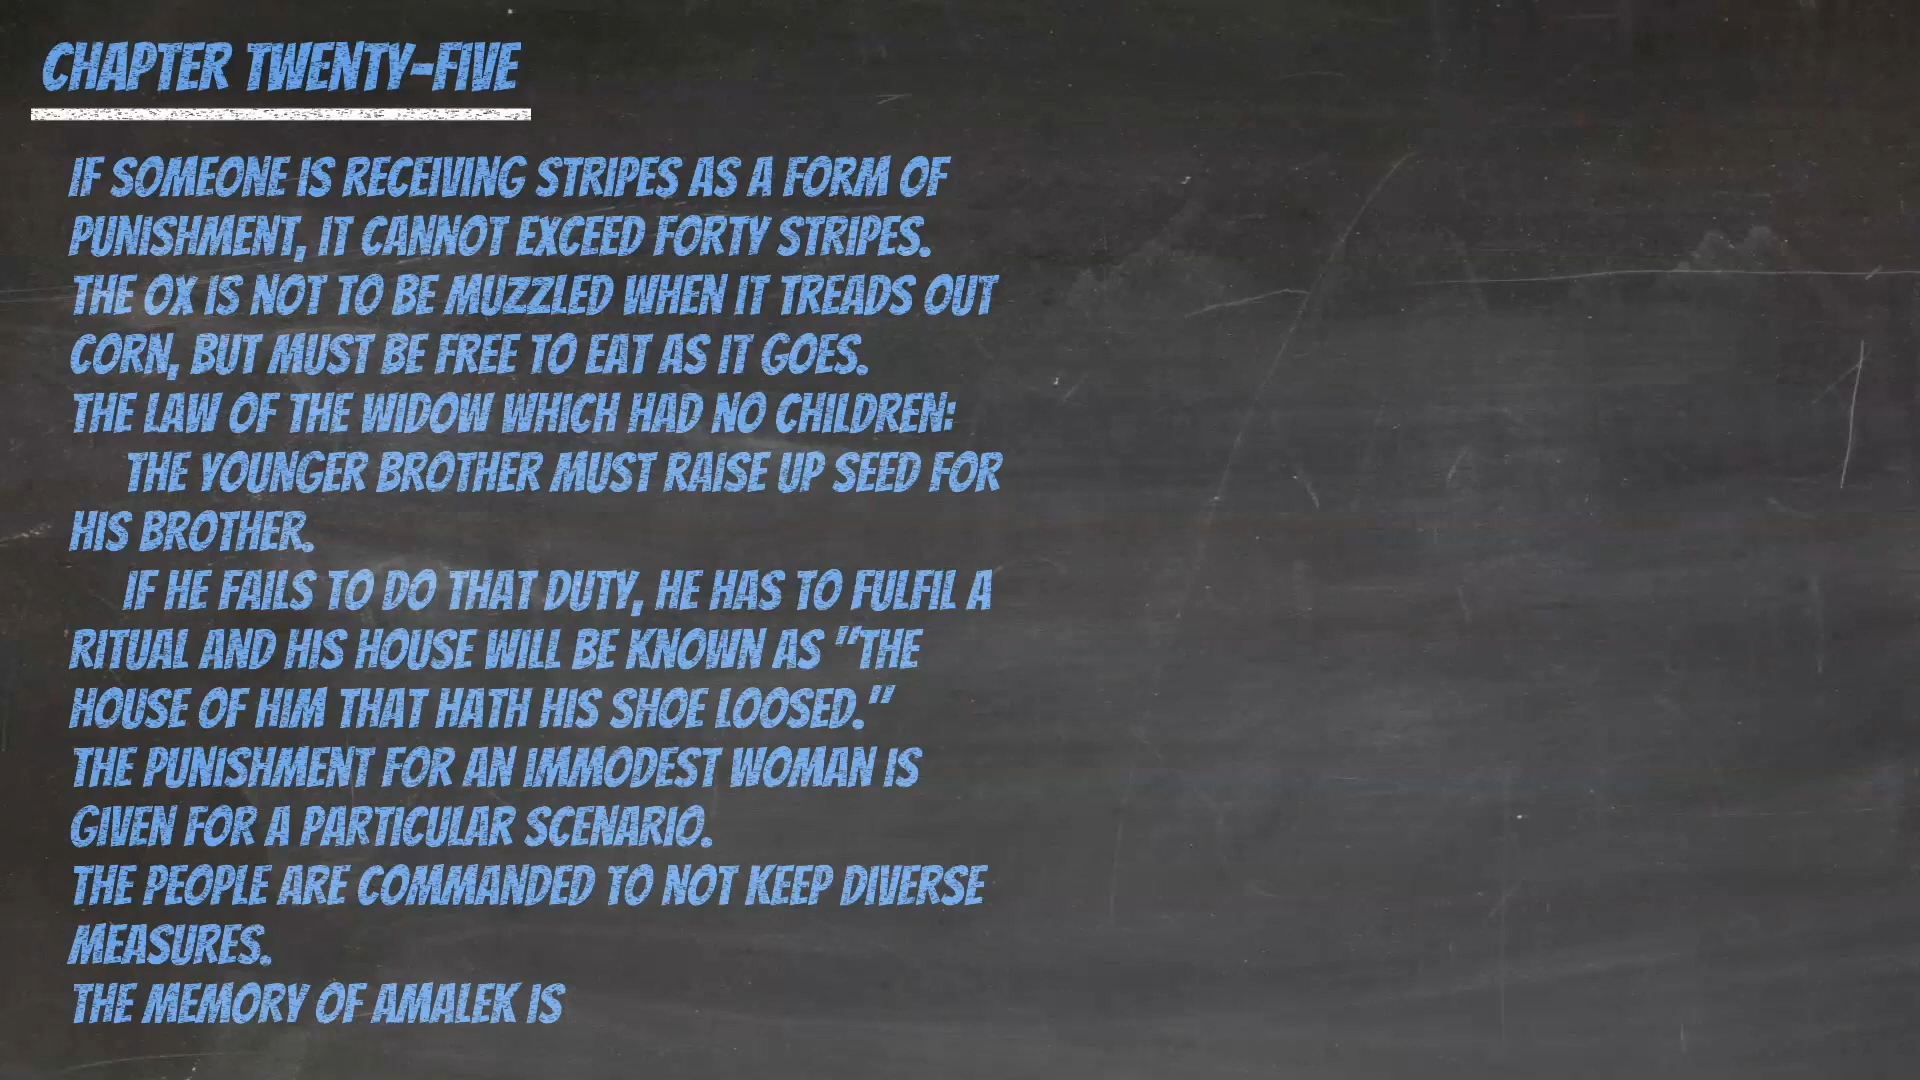 CHAPTER TWENTY-FIVE
IF SOMEONE IS RECEIVING STRIPES AS A FORM OF
PUNISHMENT, IT CANNOT EXCEED FORTY STRIPES.
THE OX IS NOT TO BE MUZZLED WHEN IT TREADS OUT
CORN, BUT MUST BE FREE TO EAT AS IT GOES.
THE LAW OF THE WIDOW WHICH HAD NO CHILDREN:
THE YOUNGER BROTHER MUST RAISE UP SEED FOR
HIS BROTHER.
IF HE FAILS TO DO THAT DUTY, HE HAS TO FULFIL A
RITUAL AND HIS HOUSE WILL BE KNOWN AS "THE
HOUSE OF HIM THAT HATH HIS SHOE LOOSED."
THE PUNISHMENT FOR AN IMMODEST WOMAN IS
GIVEN FOR A PARTICULAR SCENARIO.
THE PEOPLE ARE COMMANDED TO NOT KEEP DIVERSE
MEASURES.
THE MEMORY OF AMALEK IS